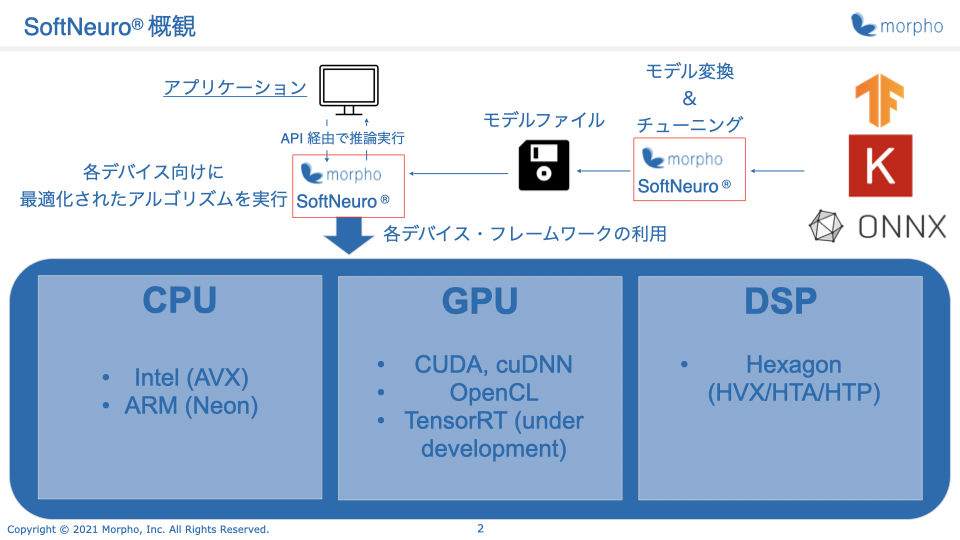 SoftNeuro® 概観
morpho
アプリケーション
API 経由で推論実行
モデルファイル
モデル変換
&
チューニング
各デバイス向けに
最適化されたアルゴリズムを実行
morpho
SoftNeuro®
morpho
SoftNeuro®
K
ONNX
各デバイス・フレームワークの利用
CPU
• Intel (AVX)
• ARM (Neon)
GPU
• CUDA, cuDNN
• OpenCL
• TensorRT (under
development)
DSP
• Hexagon
(HVX/HTA/HTP)
Copyright © 2021 Morpho, Inc. All Rights Reserved.
2